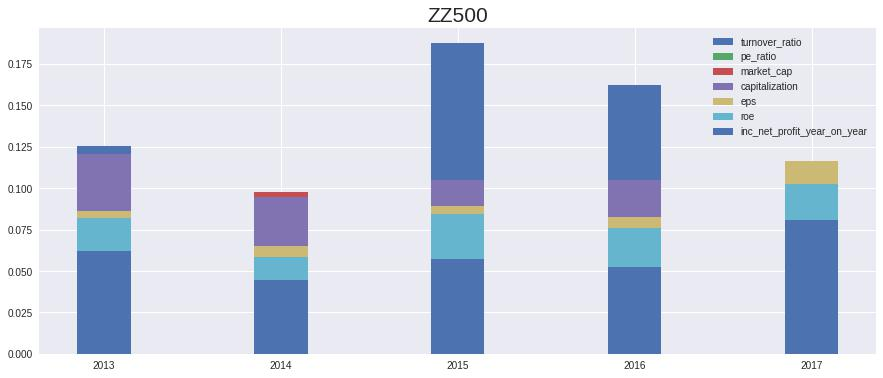 ZZ500
turnover_ratio
pe_ratio
market_cap
capitalization
eps
roe
inc_net_profit_year_on_year
0.175
0.150
0.125
0.100
0.075
0.050
0.025
0.000
2013 2014 2015 2016 2017